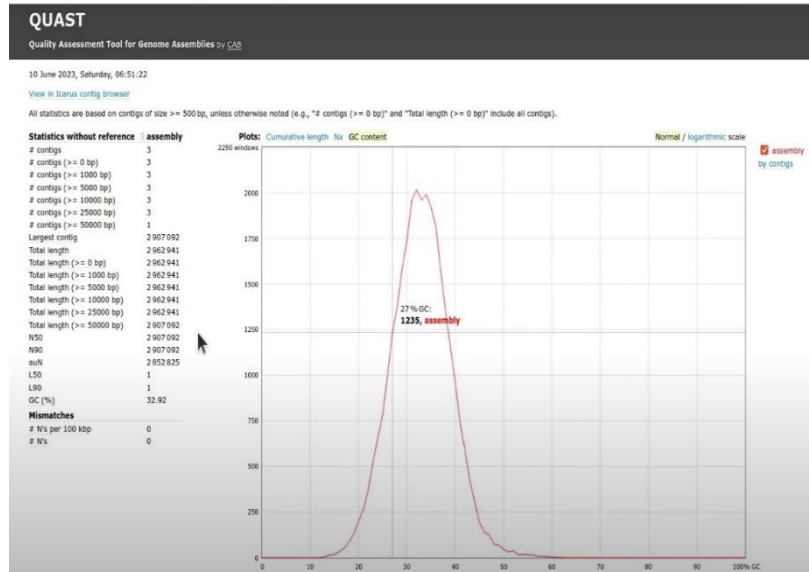 QUAST
Quality Assessment Tool for Genome Assemblies by CAB
10 June 2023, Saturday, 06:51:22
View in Icarus contig browser
All statistics are based on contigs of size >= 500 bp, unless otherwise noted (e.g., "# contigs (>= 0 bp)" and "Total length (>= 0 bp)" include all contigs).
Statistics without reference assembly
# contigs 3
# contigs (>= 0 bp) 3
# contigs (>= 1000 bp) 3
# contigs (>= 5000 bp) 3
# contigs (>= 10000 bp) 3
# contigs (>= 25000 bp) 3
# contigs (>= 50000 bp) 1
Largest contig 2 907 092
Total length 2 962 941
Total length (>= 0 bp) 2 962 941
Total length (>= 1000 bp) 2 962 941
Total length (>= 5000 bp) 2 962 941
Total length (>= 10000 bp) 2 962 941
Total length (>= 25000 bp) 2 962 941
Total length (>= 50000 bp) 2 907 092
N50 2 907 092
N90 2 907 092
auN 2 852 825
L50 1
L90 1
GC (%) 32.92
Mismatches
# N's per 100 kbp 0
# N's 0
Plots: Cumulative length Nx GC content
Normal / logarithmic scale
2250 windows
2000
1750
1500
1250
1000
750
500
250
0
27 % GC:
1235, assembly
0 10 20 30 40 50 60 70 80 90 100% GC
assembly
by contigs